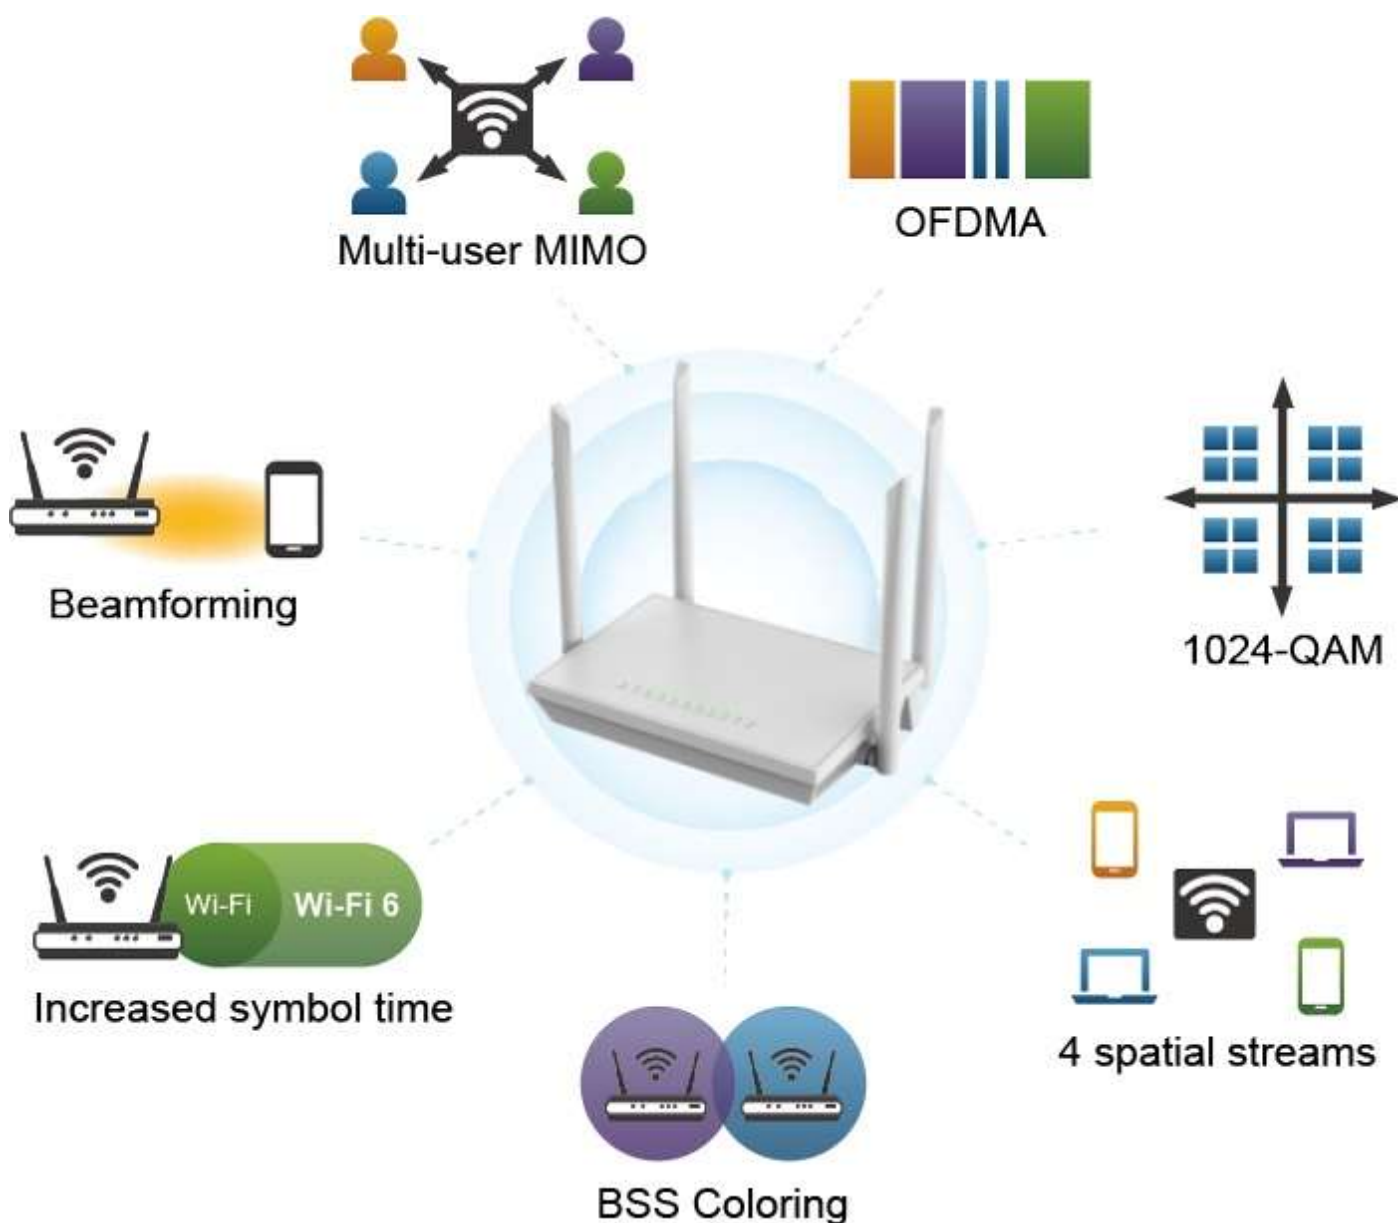 Multi-user MIMO
OFDMA
Beamforming
1024-QAM
Wi-Fi
Wi-Fi 6
Increased symbol time
4 spatial streams
BSS Coloring